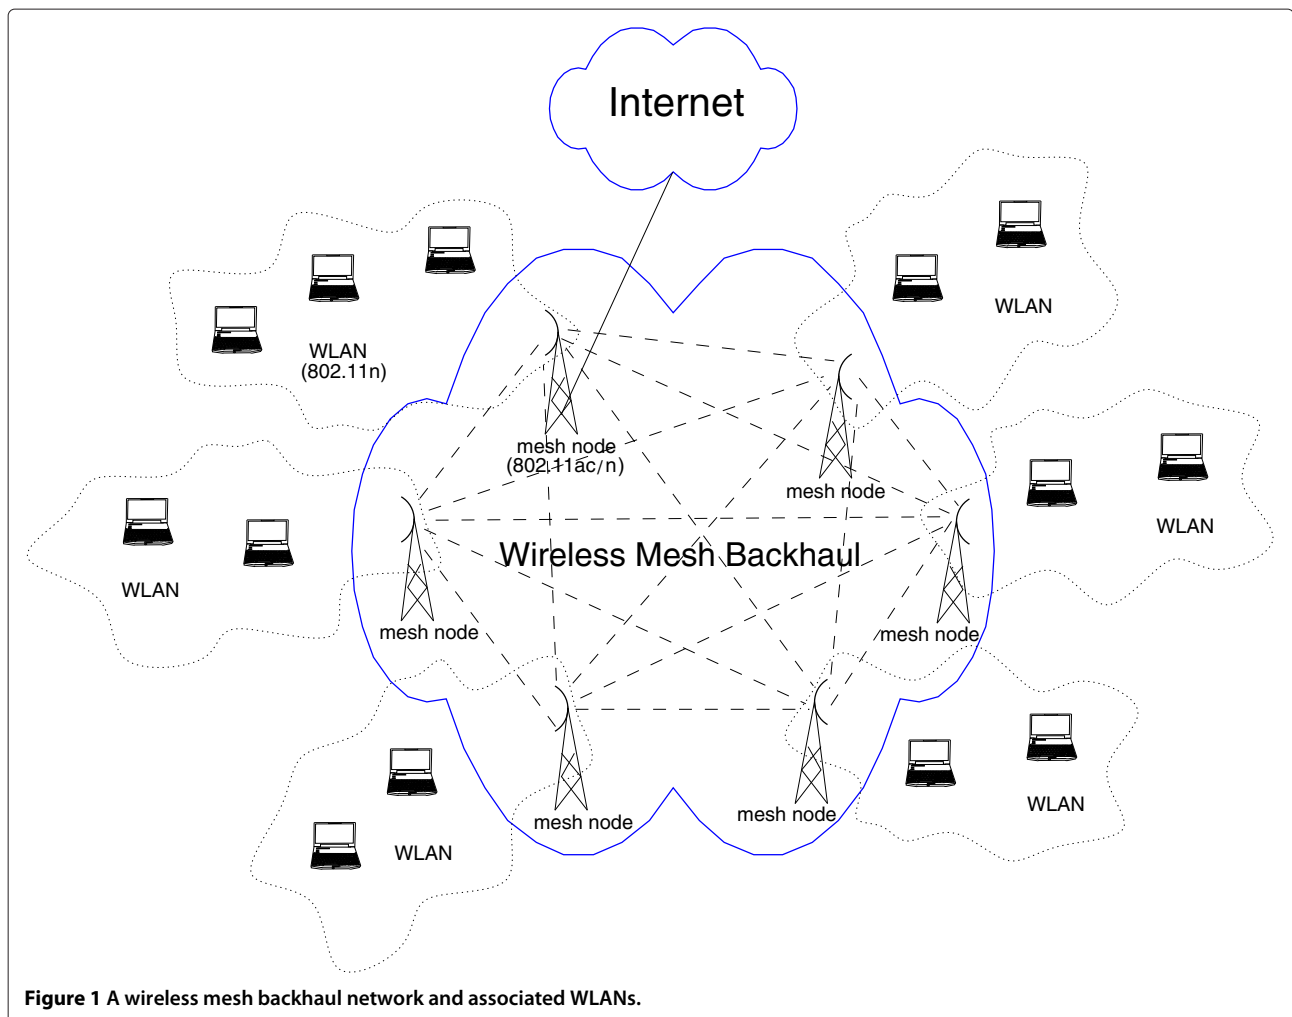 Internet
WLAN
WLAN
(802.11n)
mesh node
(802.11ac/n)
mesh node
WLAN
Wireless Mesh Backhaul
WLAN
mesh node
mesh node
mesh node
mesh node
WLAN
WLAN
Figure 1 A wireless mesh backhaul network and associated WLANs.